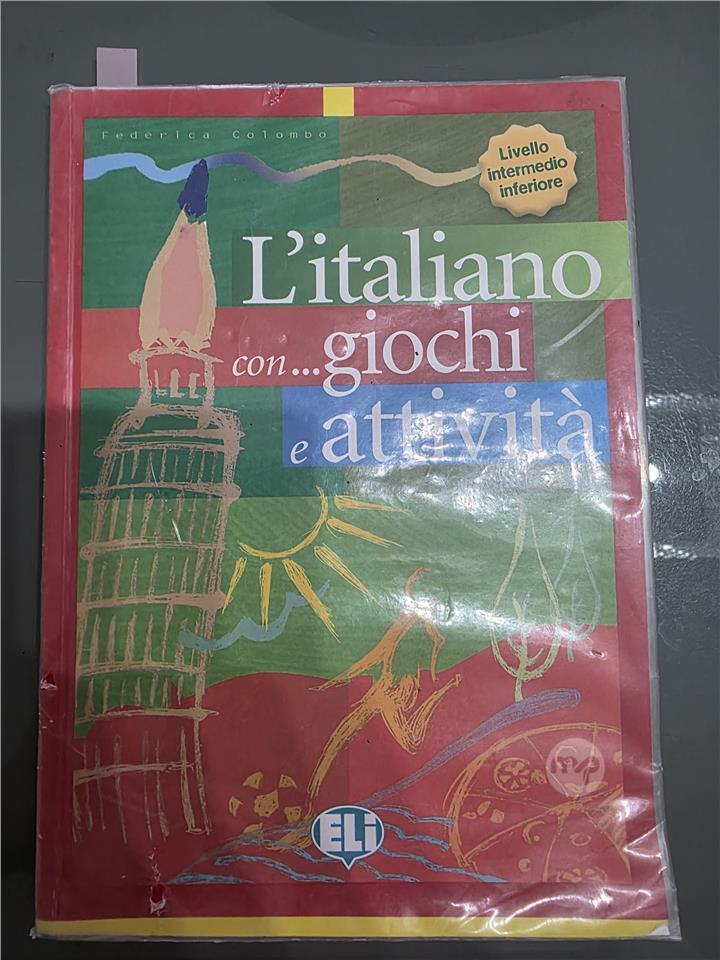 Federica Colombo
Livello
intermedio
inferiore
L'italiano
con...giochi
e attività
ELi